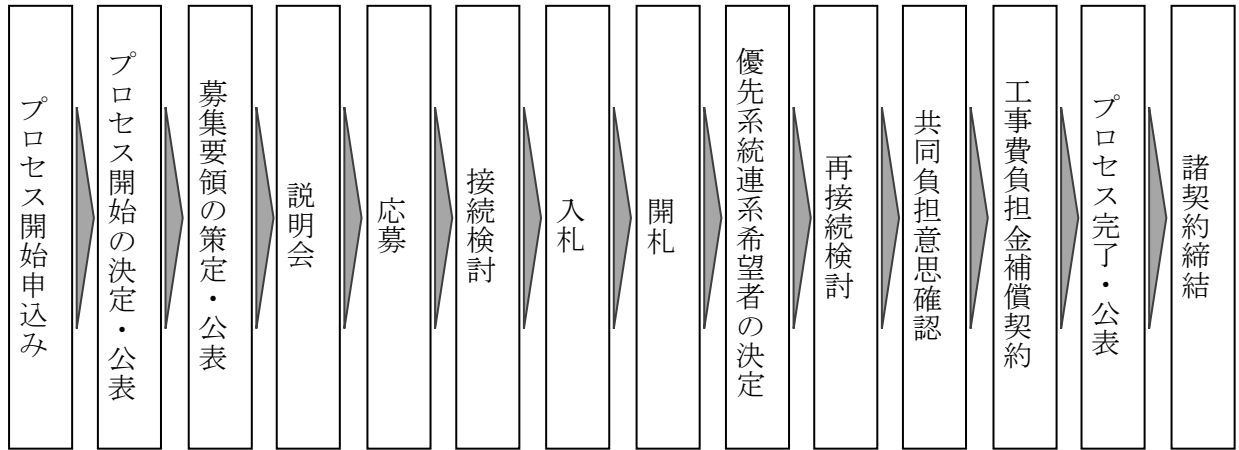 プロセス開始申込み
プロセス開始の決定・公表
募集要領の策定・公表
説明会
応募
接続検討
入札
開札
優先系統連系希望者の決定
再接続検討
共同負担意思確認
工事費負担金補償契約
プロセス完了・公表
諸契約締結